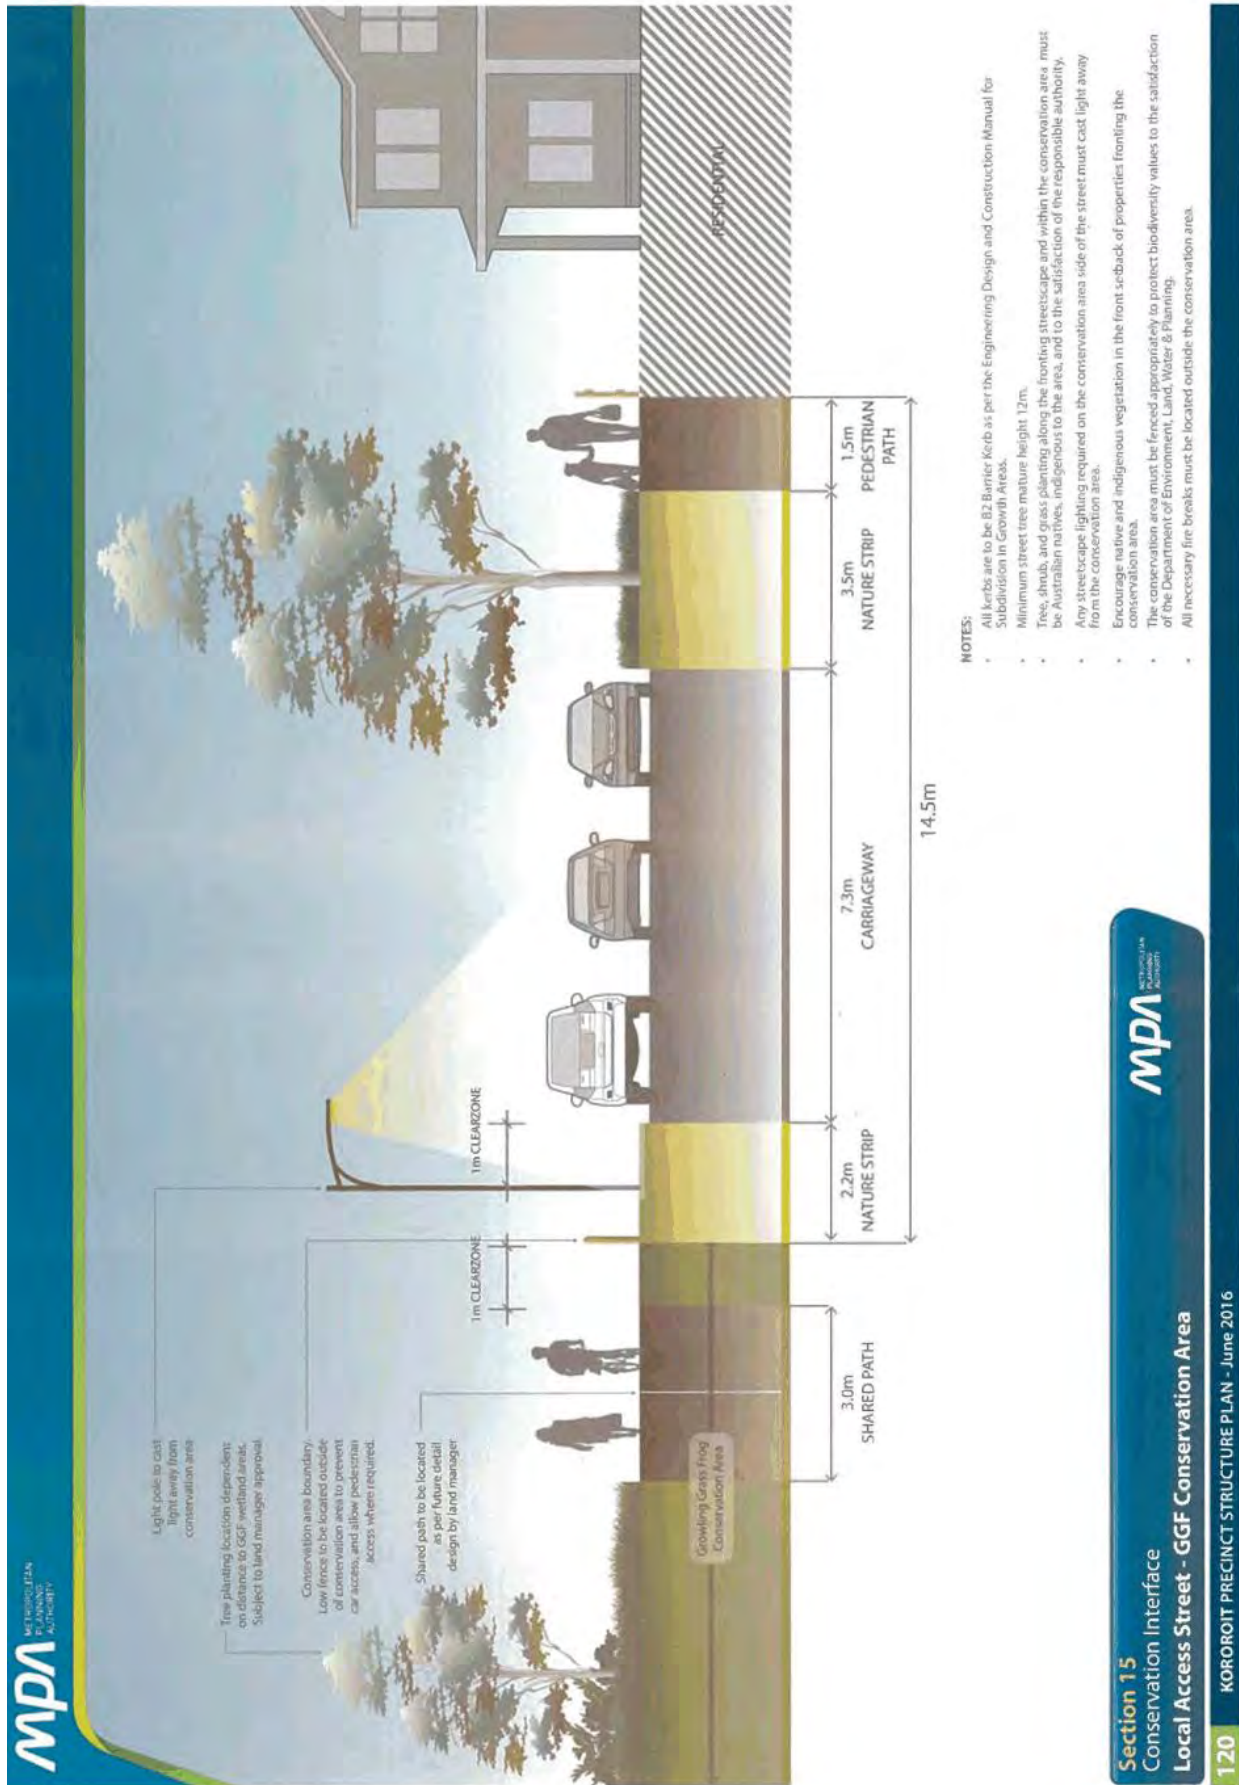 mpa
METROPOLITAN
PLANNING
AUTHORITY
Light pole to cast
light away from
conservation area
Tree planting location dependent
on distance to GGF wetland areas.
Subject to land manager approval.
Conservation area boundary.
Low fence to be located outside
of conservation area to prevent
car access, and allow pedestrian
access where required.
Shared path to be located
as per future detail
design by land manager
1m CLEARZONE
1m CLEARZONE
Growling Grass Frog
Conservation Area
RESIDENTIAL
3.0m
SHARED PATH
2.2m
NATURE STRIP
7.3m
CARRIAGEWAY
3.5m
NATURE STRIP
1.5m
PEDESTRIAN
PATH
14.5m
NOTES:
• All kerbs are to be B2 Barrier Kerb as per the Engineering Design and Construction Manual for
Subdivision in Growth Areas.
• Minimum street tree mature height 12m.
• Tree, shrub, and grass planting along the fronting streetscape and within the conservation area must
be Australian natives, indigenous to the area, and to the satisfaction of the responsible authority.
• Any streetscape lighting required on the conservation area side of the street must cast light away
from the conservation area.
• Encourage native and indigenous vegetation in the front setback of properties fronting the
conservation area.
• The conservation area must be fenced appropriately to protect biodiversity values to the satisfaction
of the Department of Environment, Land, Water & Planning.
• All necessary fire breaks must be located outside the conservation area.
Section 15
Conservation Interface
Local Access Street - GGF Conservation Area
mpa
METROPOLITAN
PLANNING
AUTHORITY
120 KOROROIT PRECINCT STRUCTURE PLAN - June 2016